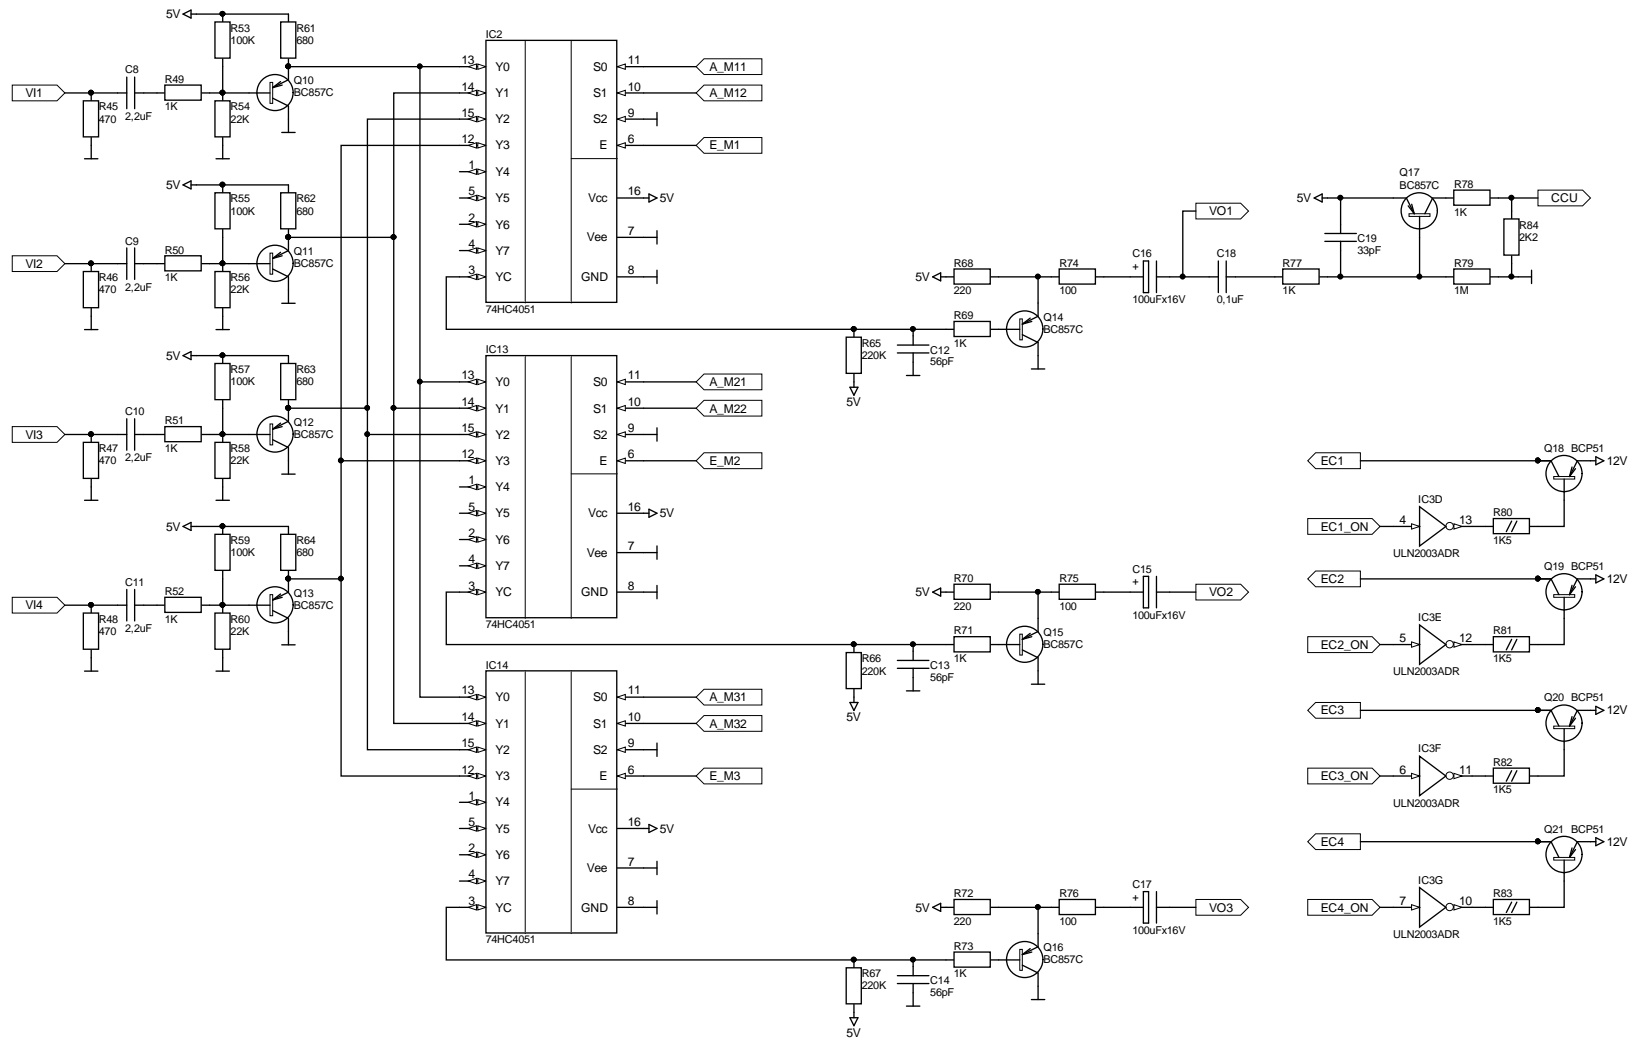 5V
R53
100K
R61
680
C8
R49
Q10
BC857C
VI1
R45
470
2,2uF
1K
R54
22K
5V
R55
100K
R62
680
C9
R50
Q11
BC857C
VI2
R46
470
2,2uF
1K
R56
22K
5V
R57
100K
R63
680
C10
R51
Q12
BC857C
VI3
R47
470
2,2uF
1K
R58
22K
5V
R59
100K
R64
680
C11
R52
Q13
BC857C
VI4
R48
470
2,2uF
1K
R60
22K
IC2
13 Y0 S0 11 A_M11
14 Y1 S1 10 A_M12
15 Y2 S2 9
12 Y3 E 6 E_M1
1 Y4
5 Y5 Vcc 16 5V
2 Y6 Vee 7
4 Y7
3 YC GND 8
74HC4051
IC13
13 Y0 S0 11 A_M21
14 Y1 S1 10 A_M22
15 Y2 S2 9
12 Y3 E 6 E_M2
1 Y4
5 Y5 Vcc 16 5V
2 Y6 Vee 7
4 Y7
3 YC GND 8
74HC4051
IC14
13 Y0 S0 11 A_M31
14 Y1 S1 10 A_M32
15 Y2 S2 9
12 Y3 E 6 E_M3
1 Y4
5 Y5 Vcc 16 5V
2 Y6 Vee 7
4 Y7
3 YC GND 8
74HC4051
5V
R68
220
R74
100
C16
+
100uFx16V
VO1
C18
0,1uF
R77
1K
R69
1K
Q14
BC857C
R65
220K
C12
56pF
5V
Q17
BC857C
5V
R78
1K
CCU
C19
33pF
R84
2K2
R79
1M
5V
R70
220
R75
100
C15
+
100uFx16V
VO2
R71
1K
Q15
BC857C
R66
220K
C13
56pF
5V
5V
R72
220
R76
100
C17
+
100uFx16V
VO3
R73
1K
Q16
BC857C
R67
220K
C14
56pF
5V
Q18 BCP51
EC1
12V
IC3D
EC1_ON
4
13
R80
1K5
ULN2003ADR
Q19 BCP51
EC2
12V
IC3E
EC2_ON
5
12
R81
1K5
ULN2003ADR
Q20 BCP51
EC3
12V
IC3F
EC3_ON
6
11
R82
1K5
ULN2003ADR
Q21 BCP51
EC4
12V
IC3G
EC4_ON
7
10
R83
1K5
ULN2003ADR